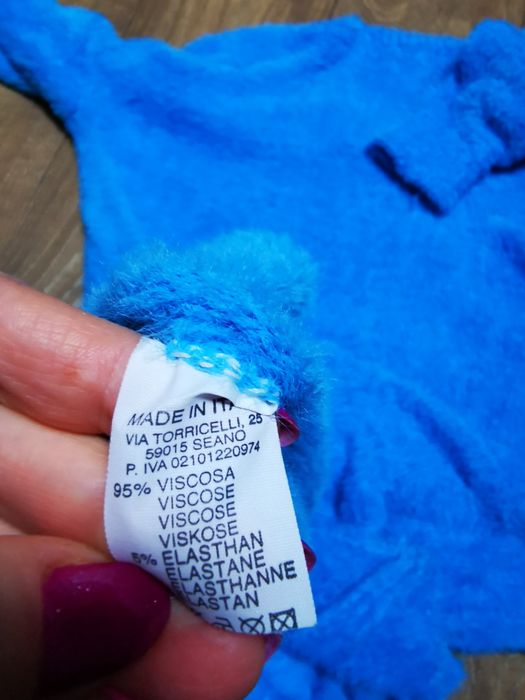 MADE IN ITA
VIA TORRICELLI, 25
59015 SEANO
P. IVA 02101220974
95% VISCOSA
VISCOSE
VISCOSE
VISKOSE
5% ELASTHAN
ELASTANE
ELASTHANNE
ELASTAN